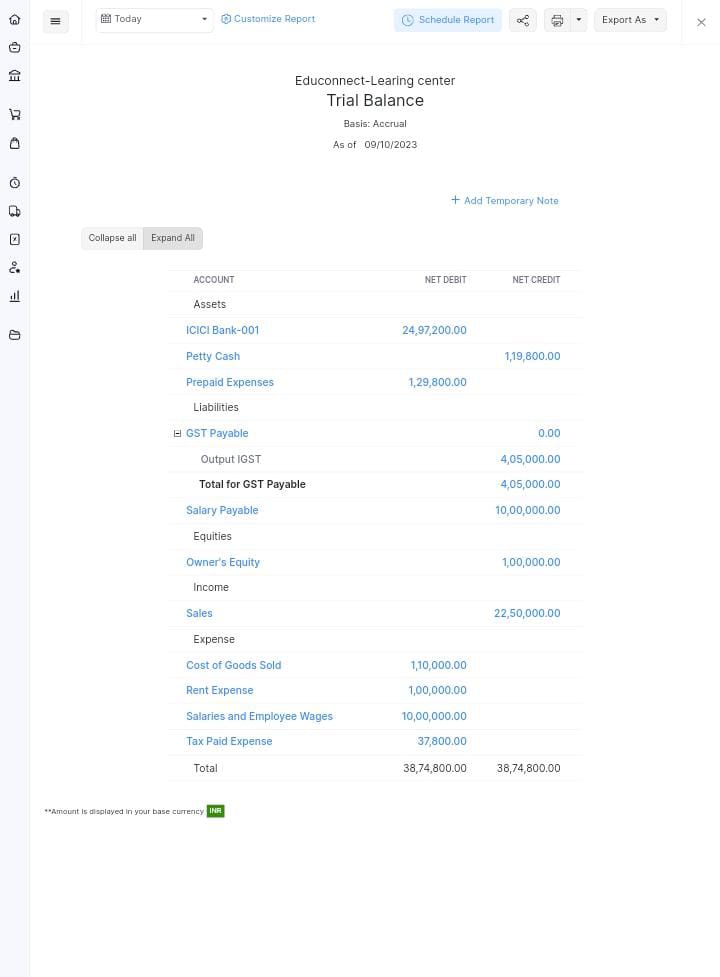 Today Customize Report Schedule Report Export As
Educonnect-Learing center
Trial Balance
Basis: Accrual
As of 09/10/2023
+ Add Temporary Note
Collapse all Expand All
ACCOUNT NET DEBIT NET CREDIT
Assets
ICICI Bank-001 24,97,200.00
Petty Cash 1,19,800.00
Prepaid Expenses 1,29,800.00
Liabilities
GST Payable 0.00
Output IGST 4,05,000.00
Total for GST Payable 4,05,000.00
Salary Payable 10,00,000.00
Equities
Owner's Equity 1,00,000.00
Income
Sales 22,50,000.00
Expense
Cost of Goods Sold 1,10,000.00
Rent Expense 1,00,000.00
Salaries and Employee Wages 10,00,000.00
Tax Paid Expense 37,800.00
Total 38,74,800.00 38,74,800.00
**Amount is displayed in your base currency INR